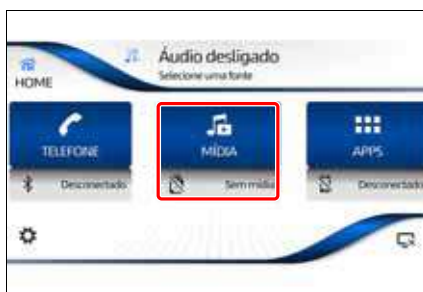 Áudio desligado
Selecione uma fonte
HOME
TELEFONE
MÍDIA
APPS
Desconectado
Sem mídia
Desconectado